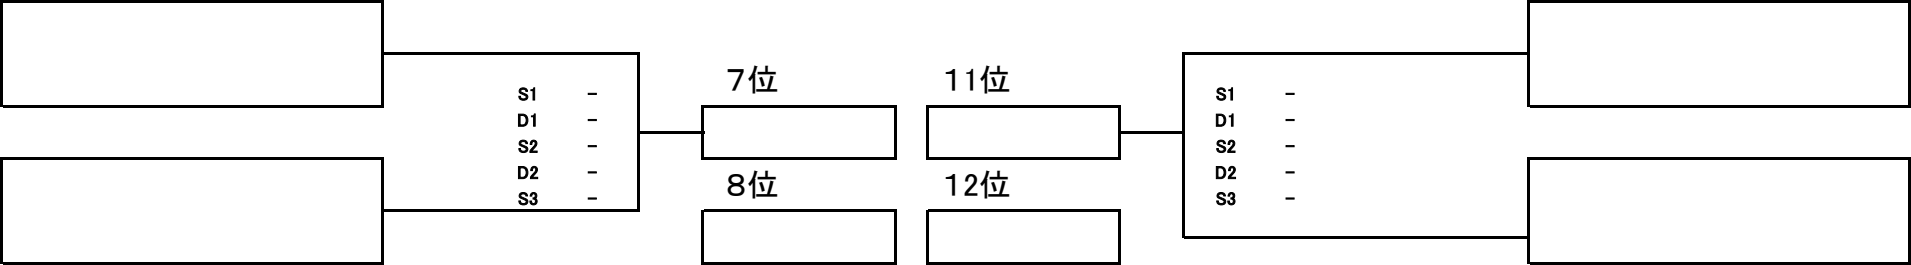 7位 11位
S1 - S1 -
D1 - D1 -
S2 - S2 -
D2 - D2 -
8位 12位
S3 - S3 -